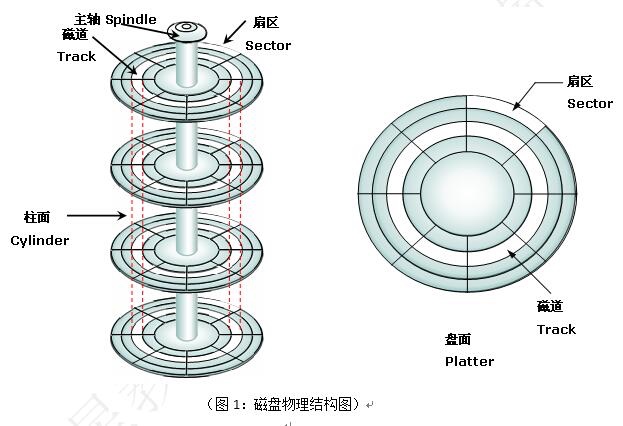 主轴 Spindle
磁道
Track
扇区
Sector
柱面
Cylinder
扇区
Sector
磁道
Track
盘面
Platter
（图 1：磁盘物理结构图）